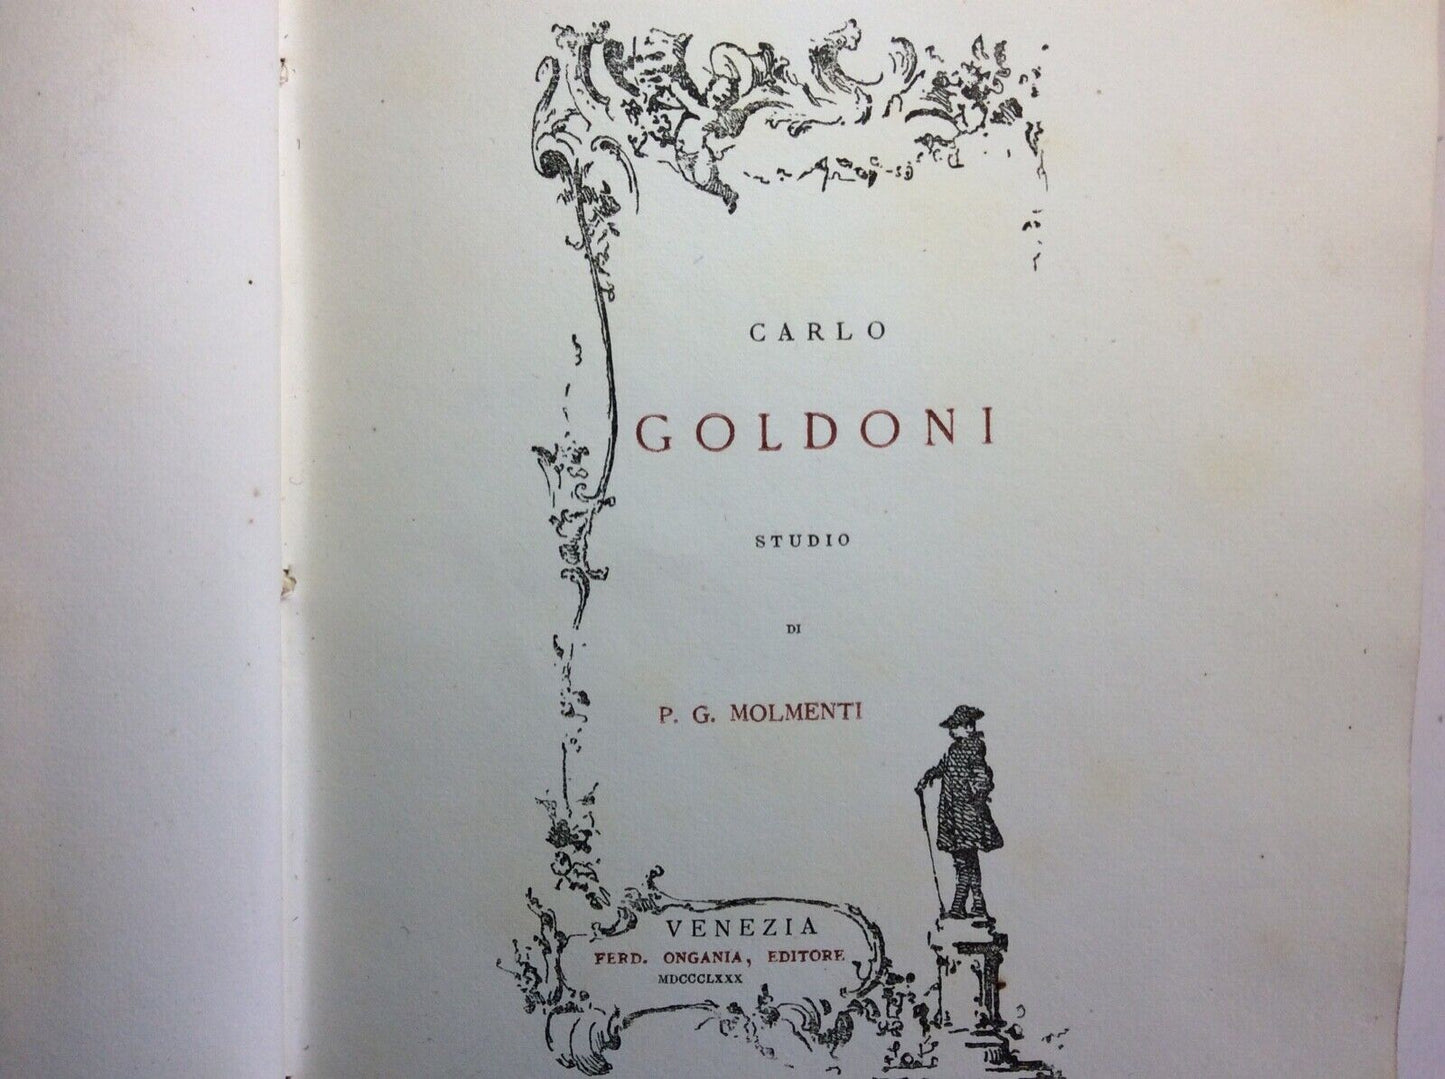 CARLO
GOLDONI
STUDIO
DI
P. G. MOLMENTI
VENEZIA
FERD. ONGANIA, EDITORE
MDCCCLXXX